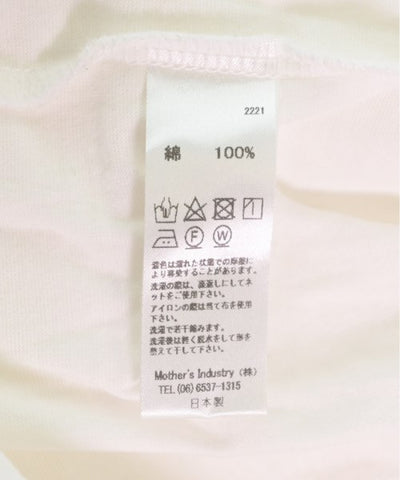 2221
綿 100%
F W
濃色は濡れた状態での摩擦に
より移染することがあります。
洗濯の際は、裏返しにしてネ
ットをご使用下さい。
アイロンの際は当て布を使用
下さい。
洗濯で若干縮みます。
洗濯後は軽く脱水をして形を
整えて干して下さい。
Mother's Industry (株)
TEL(06)6537-1315
日本製